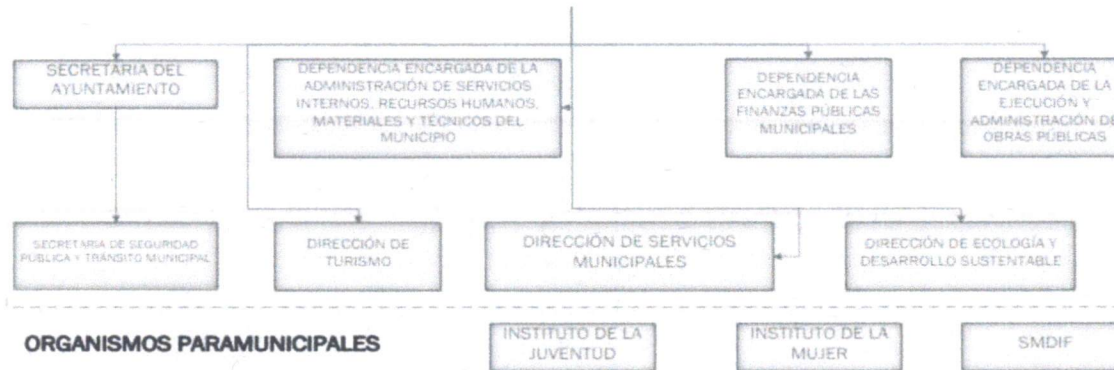 SECRETARIA DEL
AYUNTAMIENTO
DEPENDENCIA ENCARGADA DE LA
ADMINISTRACIÓN DE SERVICIOS
INTERNOS, RECURSOS HUMANOS,
MATERIALES Y TÉCNICOS DEL
MUNICIPIO
DEPENDENCIA
ENCARGADA DE LAS
FINANZAS PÚBLICAS
MUNICIPALES
DEPENDENCIA
ENCARGADA DE LA
EJECUCIÓN Y
ADMINISTRACIÓN DE
OBRAS PÚBLICAS
SECRETARIA DE SEGURIDAD
PÚBLICA Y TRÁNSITO MUNICIPAL
DIRECCIÓN DE
TURISMO
DIRECCIÓN DE SERVICIOS
MUNICIPALES
DIRECCIÓN DE ECOLOGÍA Y
DESARROLLO SUSTENTABLE
ORGANISMOS PARAMUNICIPALES
INSTITUTO DE LA
JUVENTUD
INSTITUTO DE LA
MUJER
SMDIF